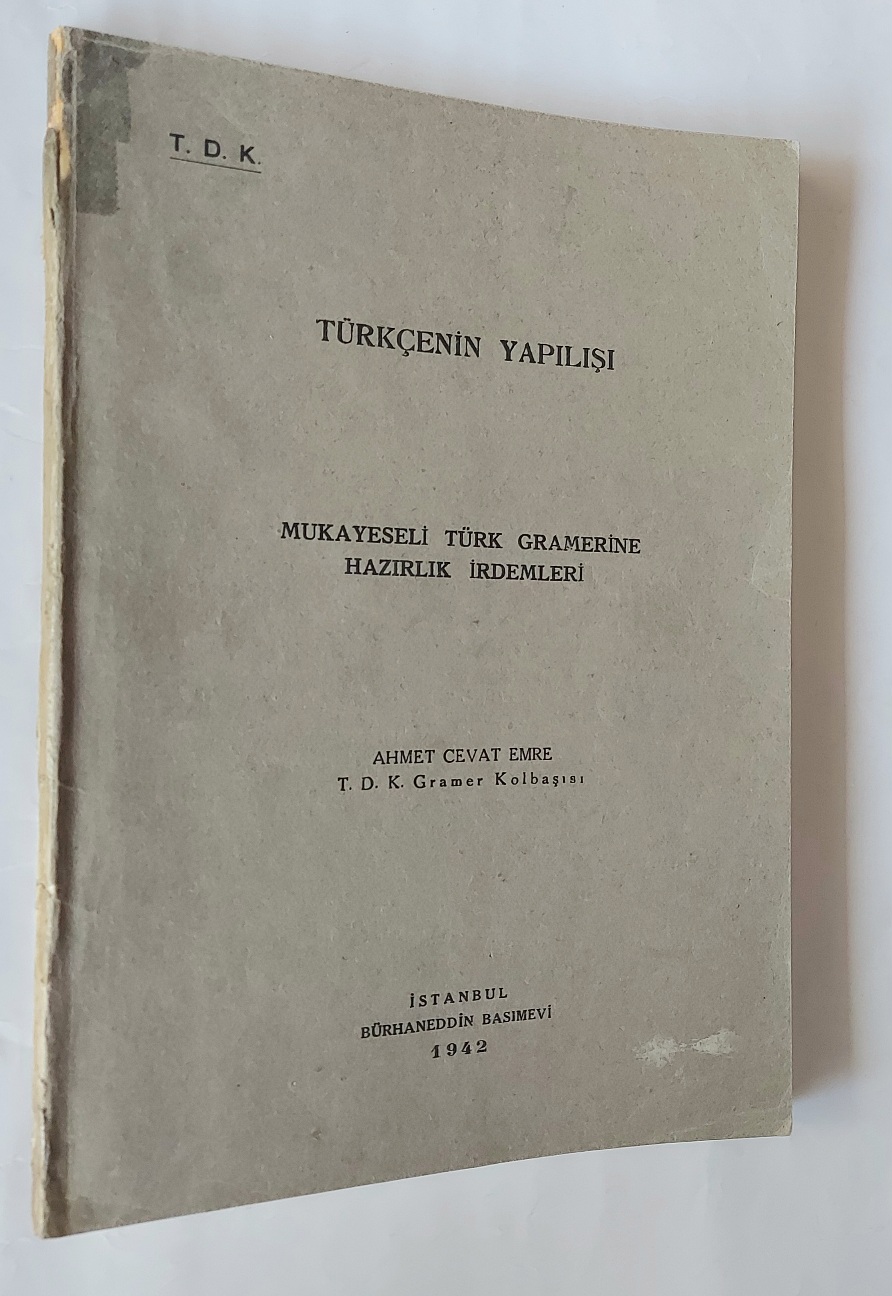 T. D. K.
TÜRKÇENİN YAPILIŞI
MUKAYESELİ TÜRK GRAMERİNE
HAZIRLIK İRDEMLERİ
AHMET CEVAT EMRE
T. D. K. Gramer Kolbaşısı
İSTANBUL
BÜRHANEDDİN BASIMEVİ
1942